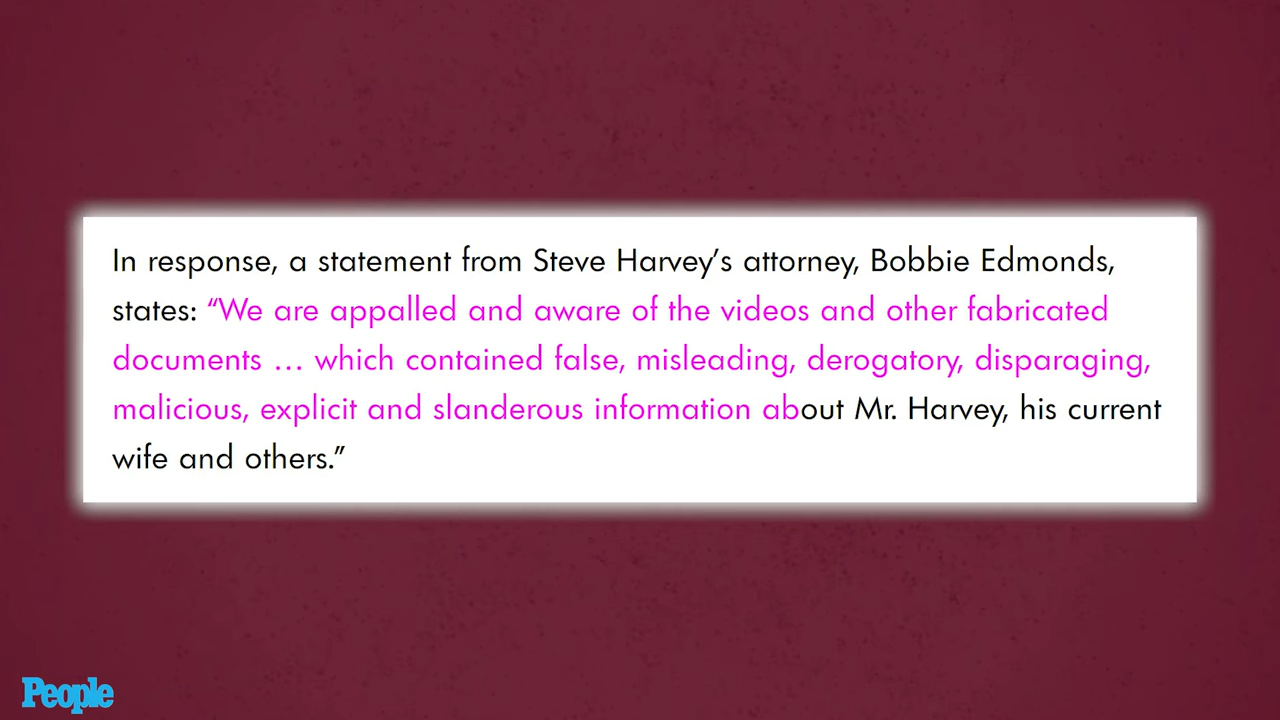 In response, a statement from Steve Harvey’s attorney, Bobbie Edmonds,
states: “We are appalled and aware of the videos and other fabricated
documents … which contained false, misleading, derogatory, disparaging,
malicious, explicit and slanderous information about Mr. Harvey, his current
wife and others.”
People